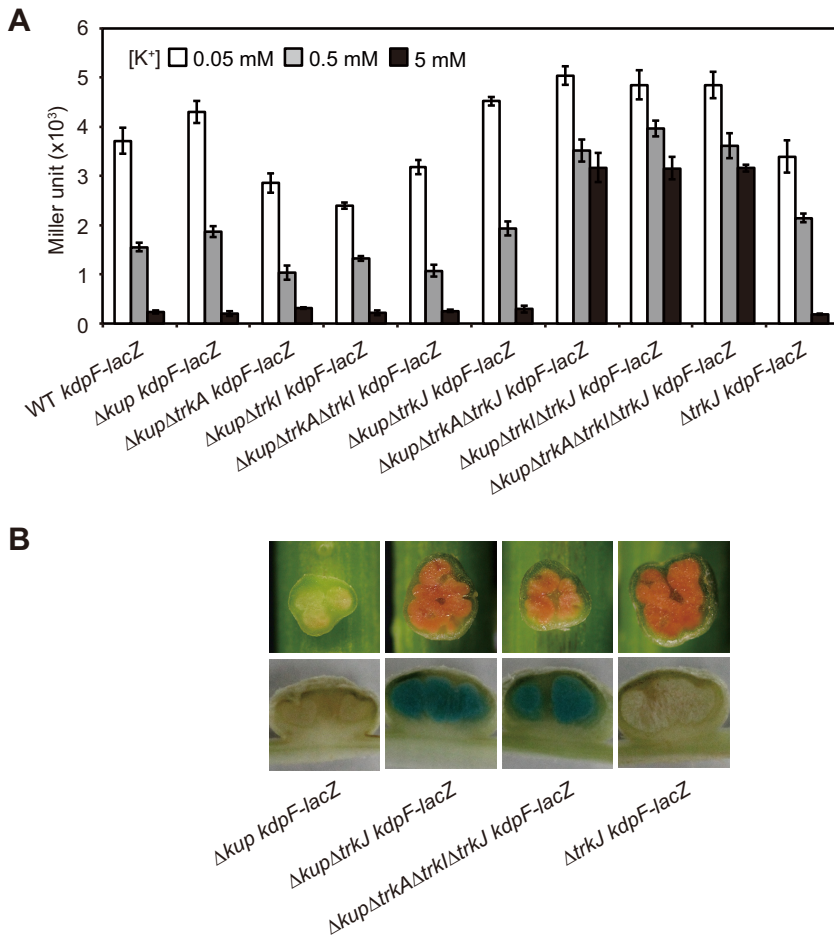 A
6
[K⁺] 0.05 mM 0.5 mM 5 mM
5
4
3
2
1
0
Miller unit (x10³)
WT kdpF-lacZ
Δkup kdpF-lacZ
ΔkupΔtrkA kdpF-lacZ
ΔkupΔtrkI kdpF-lacZ
ΔkupΔtrkAΔtrkI kdpF-lacZ
ΔkupΔtrkJ kdpF-lacZ
ΔkupΔtrkAΔtrkJ kdpF-lacZ
ΔkupΔtrkIΔtrkJ kdpF-lacZ
ΔkupΔtrkAΔtrkIΔtrkJ kdpF-lacZ
ΔtrkJ kdpF-lacZ
B
Δkup kdpF-lacZ
ΔkupΔtrkJ kdpF-lacZ
ΔkupΔtrkAΔtrkIΔtrkJ kdpF-lacZ
ΔtrkJ kdpF-lacZ